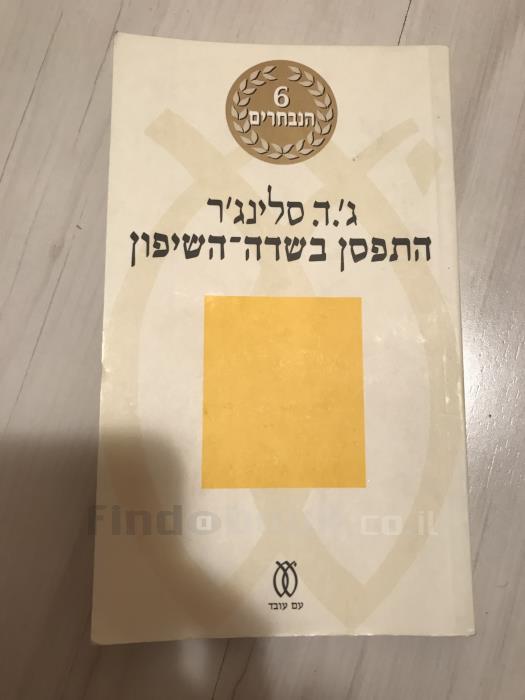 6
הנבחרים
ג'.ד. סלינג'ר
התפסן בשדה-השיפון
Findabook.co.il
עם עובד